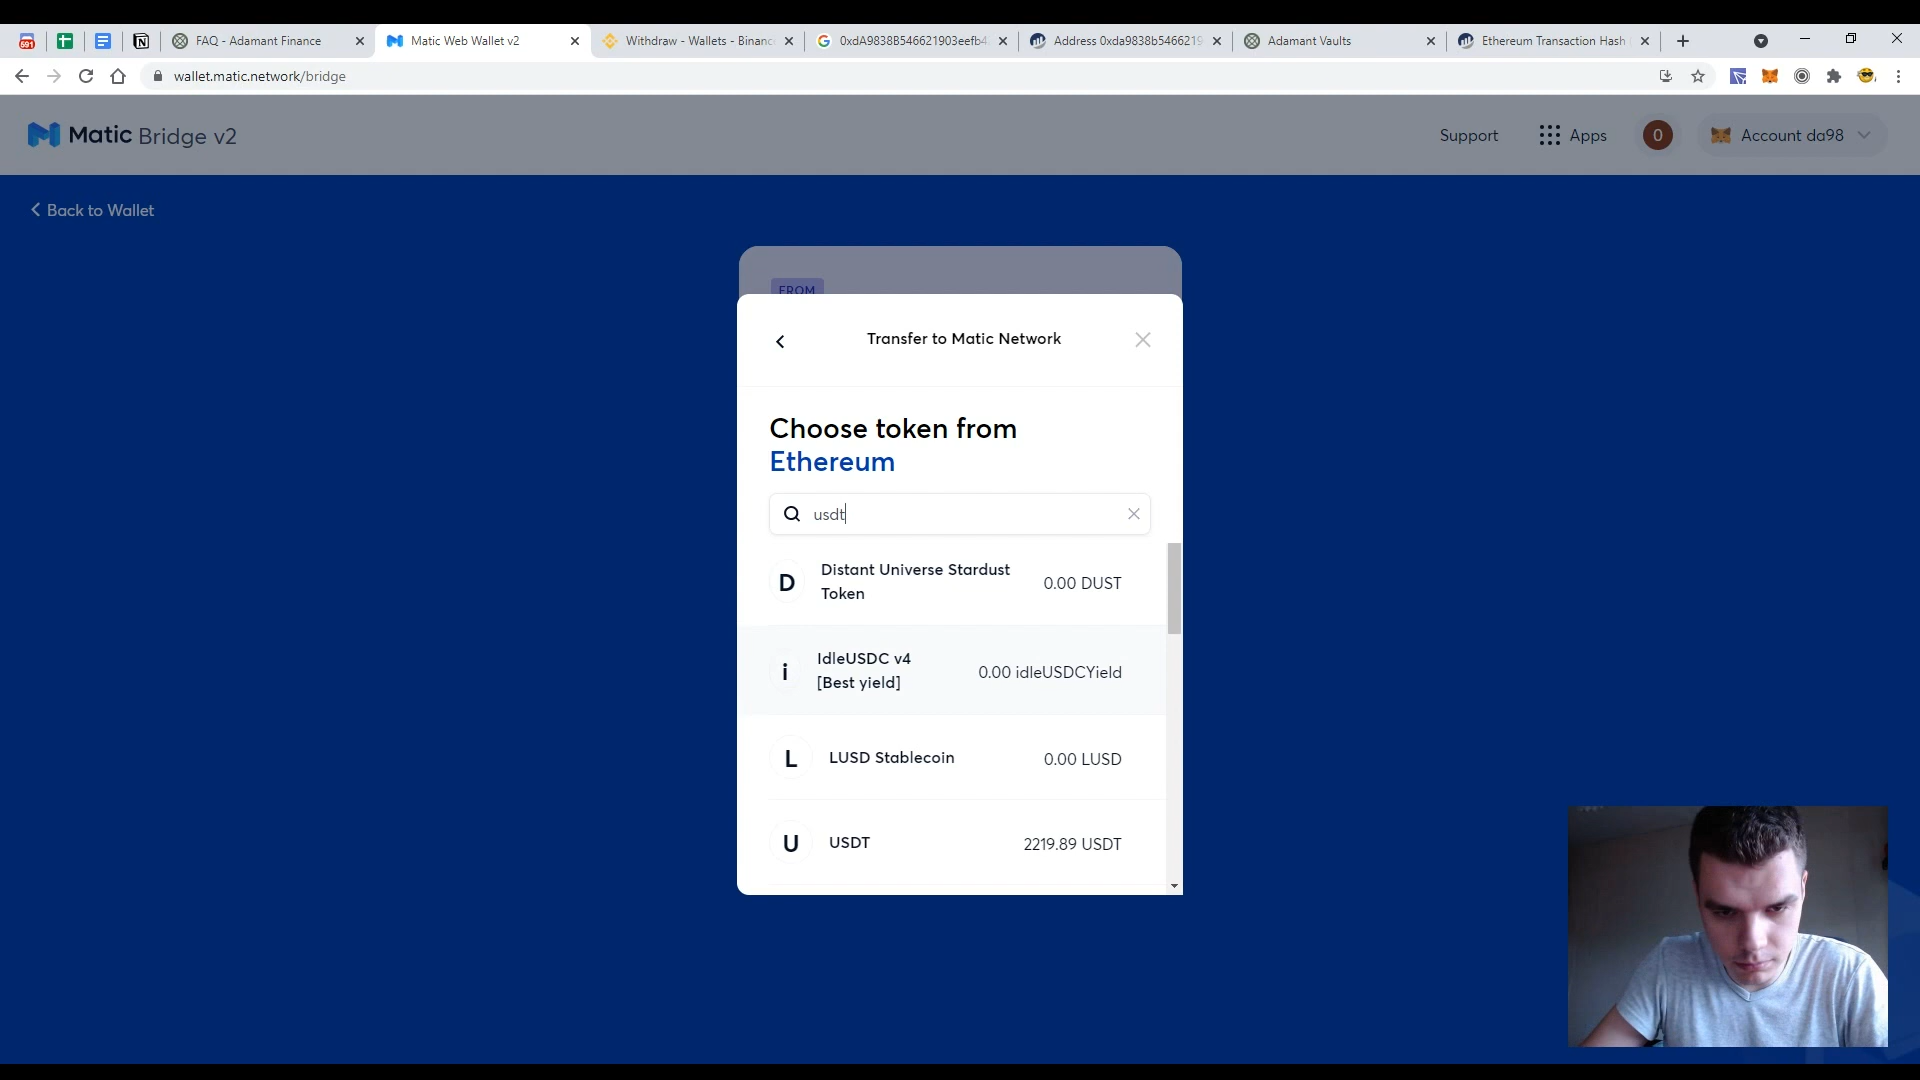 691
FAQ - Adamant Finance
Matic Web Wallet v2
Withdraw - Wallets - Binanc
0xdA9838B546621903eefb4
Address 0xda9838b5466219
Adamant Vaults
Ethereum Transaction Hash
wallet.matic.network/bridge
Matic Bridge v2
Support
Apps
0
Account da98
Back to Wallet
FROM
Transfer to Matic Network
Choose token from
Ethereum
usdt
D
Distant Universe Stardust
Token
0.00 DUST
i
IdleUSDC v4
[Best yield]
0.00 idleUSDCYield
L
LUSD Stablecoin
0.00 LUSD
U
USDT
2219.89 USDT